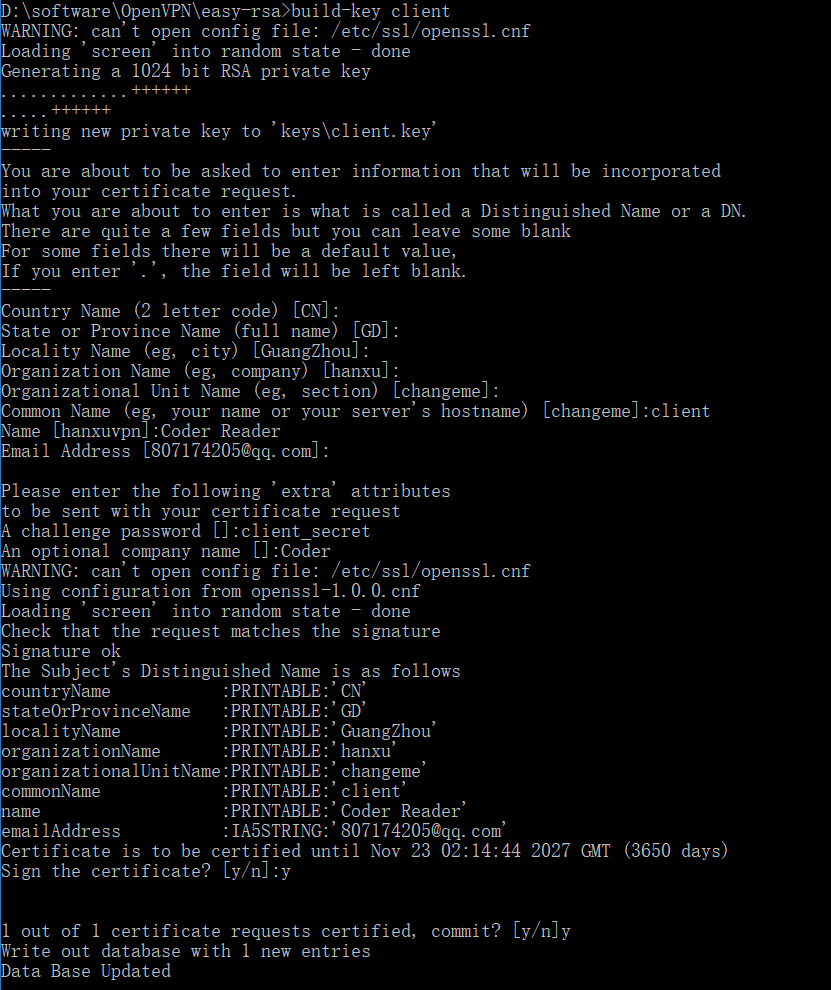 D:\software\OpenVPN\easy-rsa>build-key client
WARNING: can't open config file: /etc/ssl/openssl.cnf
Loading 'screen' into random state - done
Generating a 1024 bit RSA private key
.............++++++
.....++++++
writing new private key to 'keys\client.key'
-----
You are about to be asked to enter information that will be incorporated
into your certificate request.
What you are about to enter is what is called a Distinguished Name or a DN.
There are quite a few fields but you can leave some blank
For some fields there will be a default value,
If you enter '.', the field will be left blank.
-----
Country Name (2 letter code) [CN]:
State or Province Name (full name) [GD]:
Locality Name (eg, city) [GuangZhou]:
Organization Name (eg, company) [hanxu]:
Organizational Unit Name (eg, section) [changeme]:
Common Name (eg, your name or your server's hostname) [changeme]:client
Name [hanxuvpn]:Coder Reader
Email Address [807174205@qq.com]:

Please enter the following 'extra' attributes
to be sent with your certificate request
A challenge password []:client_secret
An optional company name []:Coder
WARNING: can't open config file: /etc/ssl/openssl.cnf
Using configuration from openssl-1.0.0.cnf
Loading 'screen' into random state - done
Check that the request matches the signature
Signature ok
The Subject's Distinguished Name is as follows
countryName           :PRINTABLE:'CN'
stateOrProvinceName   :PRINTABLE:'GD'
localityName          :PRINTABLE:'GuangZhou'
organizationName      :PRINTABLE:'hanxu'
organizationalUnitName:PRINTABLE:'changeme'
commonName            :PRINTABLE:'client'
name                  :PRINTABLE:'Coder Reader'
emailAddress          :IA5STRING:'807174205@qq.com'
Certificate is to be certified until Nov 23 02:14:44 2027 GMT (3650 days)
Sign the certificate? [y/n]:y

1 out of 1 certificate requests certified, commit? [y/n]y
Write out database with 1 new entries
Data Base Updated